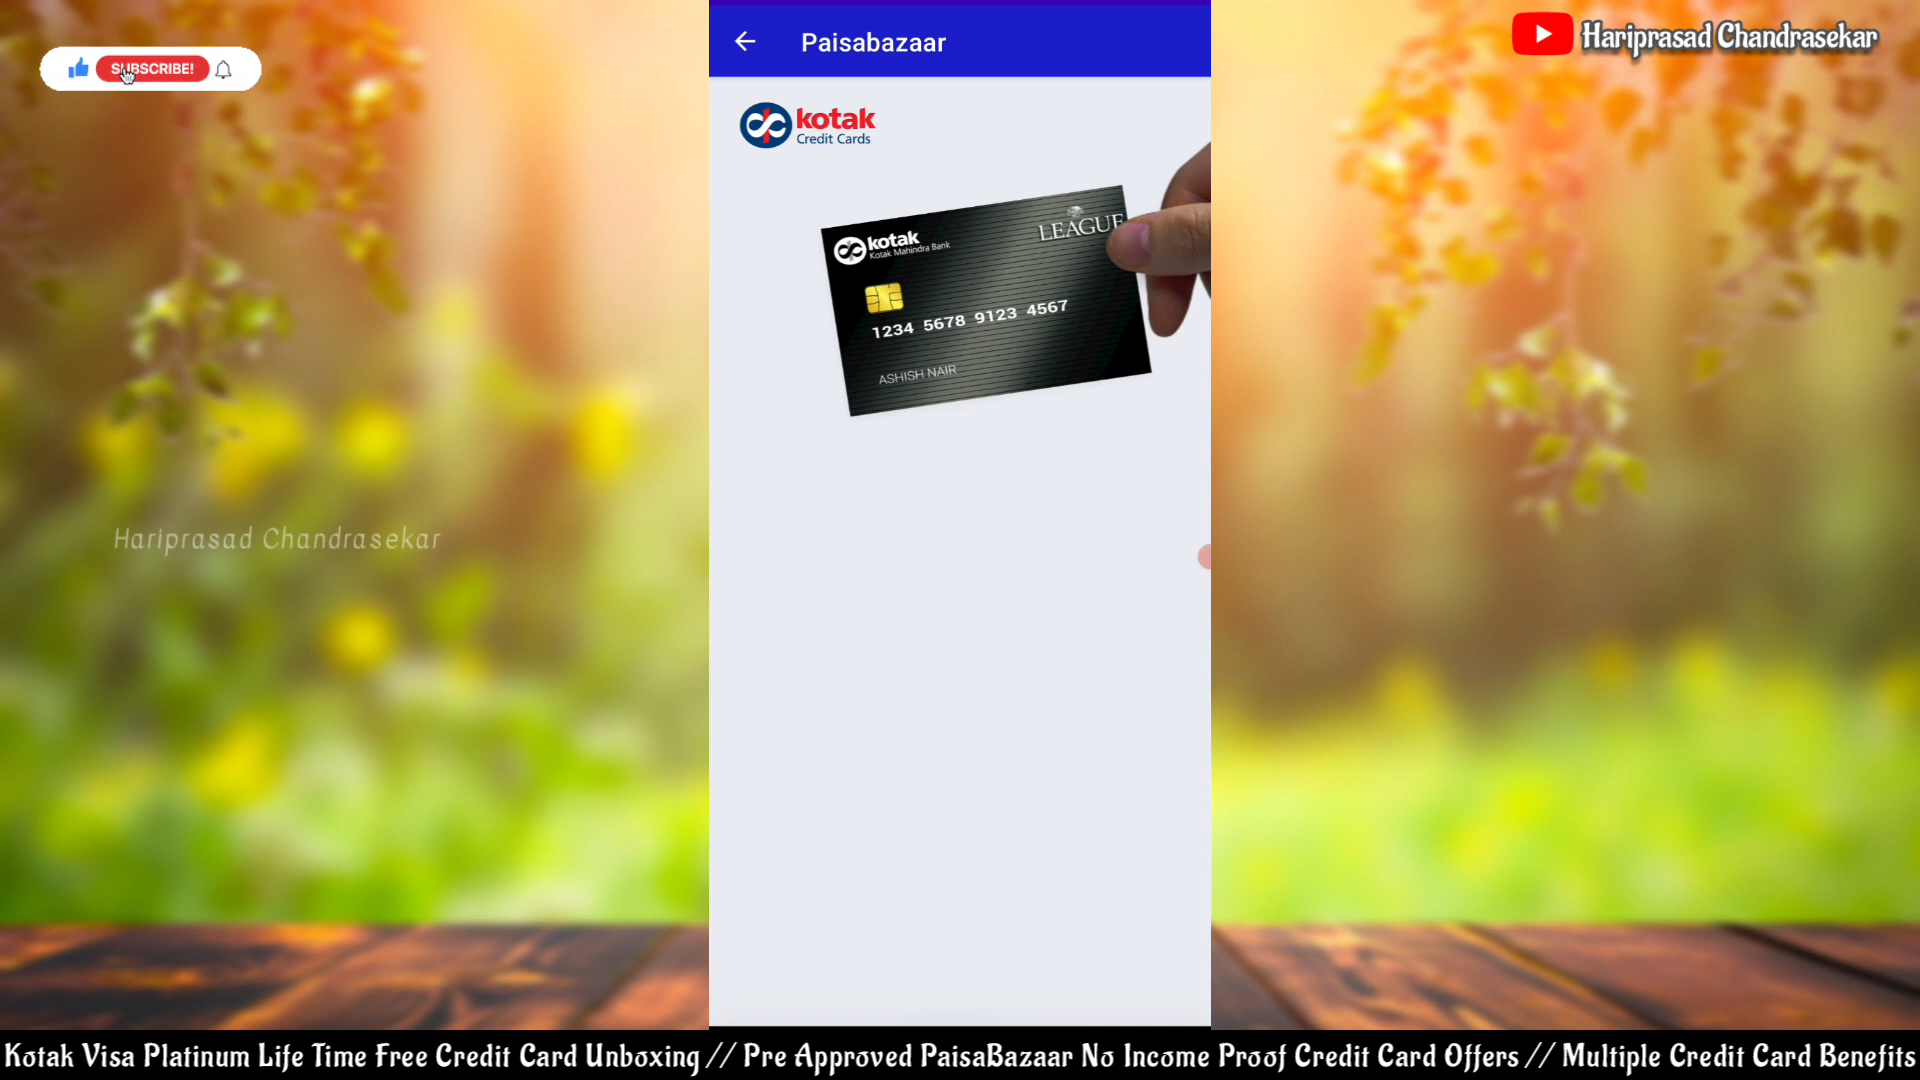 SUBSCRIBE!
Paisabazaar
Hariprasad Chandrasekar
kotak
Credit Cards
kotak
Kotak Mahindra Bank
LEAGUE
1234 5678 9123 4567
ASHISH NAIR
Hariprasad Chandrasekar
Kotak Visa Platinum Life Time Free Credit Card Unboxing // Pre Approved PaisaBazaar No Income Proof Credit Card Offers // Multiple Credit Card Benefits